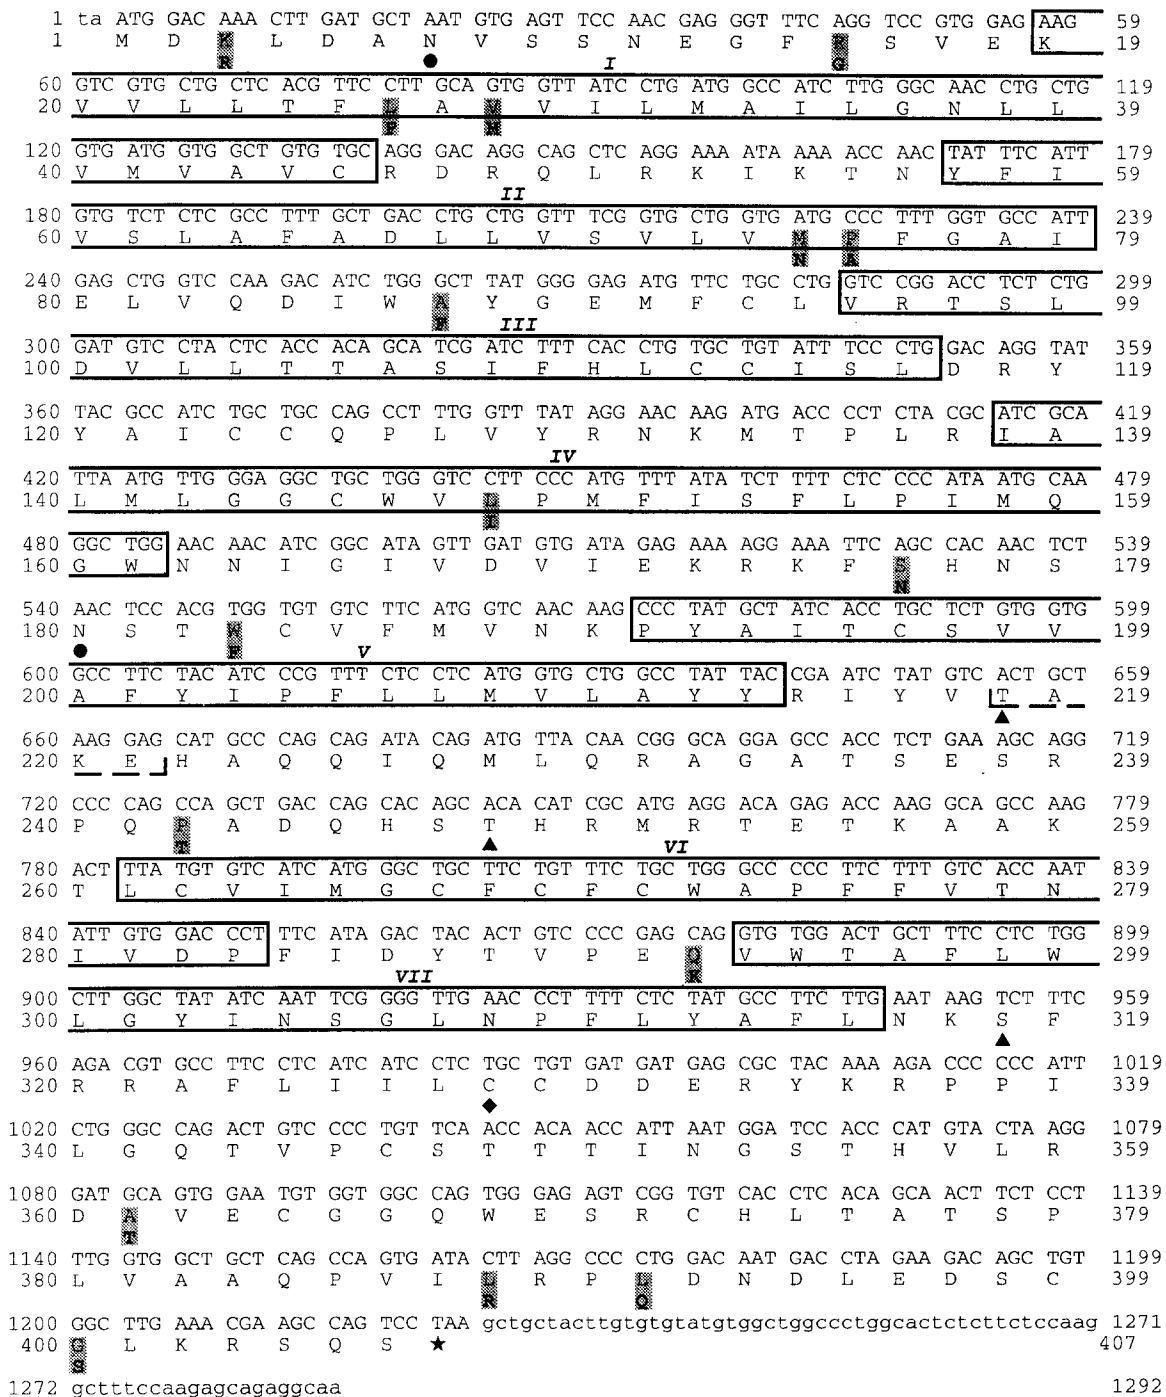 1 ta ATG GAC AAA CTT GAT GCT AAT GTG AGT TCC AAC GAG GGT TTC AGG TCC GTG GAG AAG 59
1 M D K L D A N V S S N E G F R S V E K 19
R ● I G
60 GTC GTG CTG CTC ACG TTC CTT GCA GTG GTT ATC CTG ATG GCC ATC TTG GGC AAC CTG CTG 119
20 V V L L T F L A V V I L M A I L G N L L 39
P M
120 GTG ATG GTG GCT GTG TGC AGG GAC AGG CAG CTC AGG AAA ATA AAA ACC AAC TAT TTC ATT 179
40 V M V A V C R D R Q L R K I K T N Y F I 59
II
180 GTG TCT CTC GCC TTT GCT GAC CTG CTG GTT TCG GTG CTG GTG ATG CCC TTT GGT GCC ATT 239
60 V S L A F A D L L V S V L V M P F G A I 79
N A
240 GAG CTG GTC CAA GAC ATC TGG GCT TAT GGG GAG ATG TTC TGC CTG GTC CGG ACC TCT CTG 299
80 E L V Q D I W A Y G E M F C L V R T S L 99
III
300 GAT GTC CTA CTC ACC ACA GCA TCG ATC TTT CAC CTG TGC TGT ATT TCC CTG GAC AGG TAT 359
100 D V L L T T A S I F H L C C I S L D R Y 119
360 TAC GCC ATC TGC TGC CAG CCT TTG GTT TAT AGG AAC AAG ATG ACC CCT CTA CGC ATC GCA 419
120 Y A I C C Q P L V Y R N K M T P L R I A 139
IV
420 TTA ATG TTG GGA GGC TGC TGG GTC CTT CCC ATG TTT ATA TCT TTT CTC CCC ATA ATG CAA 479
140 L M L G G C W V L P M F I S F L P I M Q 159
I
480 GGC TGG AAC AAC ATC GGC ATA GTT GAT GTG ATA GAG AAA AGG AAA TTC AGC CAC AAC TCT 539
160 G W N N I G I V D V I E K R K F S H N S 179
N
540 AAC TCC ACG TGG TGT GTC TTC ATG GTC AAC AAG CCC TAT GCT ATC ACC TGC TCT GTG GTG 599
180 N S T W C V F M V N K P Y A I T C S V V 199
● V
600 GCC TTC TAC ATC CCG TTT CTC CTC ATG GTG CTG GCC TAT TAC CGA ATC TAT GTC ACT GCT 659
200 A F Y I P F L L M V L A Y Y R I Y V T A 219
▲
660 AAG GAG CAT GCC CAG CAG ATA CAG ATG TTA CAA CGG GCA GGA GCC ACC TCT GAA AGC AGG 719
220 K E H A Q Q I Q M L Q R A G A T S E S R 239
720 CCC CAG CCA GCT GAC CAG CAC AGC ACA CAT CGC ATG AGG ACA GAG ACC AAG GCA GCC AAG 779
240 P Q P A D Q H S T H R M R T E T K A A K 259
T ▲ VI
780 ACT TTA TGT GTC ATC ATG GGC TGC TTC TGT TTC TGC TGG GCC CCC TTC TTT GTC ACC AAT 839
260 T L C V I M G C F C F C W A P F F V T N 279
840 ATT GTG GAC CCT TTC ATA GAC TAC ACT GTC CCC GAG CAG GTG TGG ACT GCT TTC CTC TGG 899
280 I V D P F I D Y T V P E Q V W T A F L W 299
VII K
900 CTT GGC TAT ATC AAT TCG GGG TTG AAC CCT TTT CTC TAT GCC TTC TTG AAT AAG TCT TTC 959
300 L G Y I N S G L N P F L Y A F L N K S F 319
▲
960 AGA CGT GCC TTC CTC ATC ATC CTC TGC TGT GAT GAT GAG CGC TAC AAA AGA CCC CCC ATT 1019
320 R R A F L I I L C C D D E R Y K R P P I 339
◆
1020 CTG GGC CAG ACT GTC CCC TGT TCA ACC ACA ACC ATT AAT GGA TCC ACC CAT GTA CTA AGG 1079
340 L G Q T V P C S T T T I N G S T H V L R 359
1080 GAT GCA GTG GAA TGT GGT GGC CAG TGG GAG AGT CGG TGT CAC CTC ACA GCA ACT TCT CCT 1139
360 D A V E C G G Q W E S R C H L T A T S P 379
T
1140 TTG GTG GCT GCT CAG CCA GTG ATA CTT AGG CCC CTG GAC AAT GAC CTA GAA GAC AGC TGT 1199
380 L V A A Q P V I L R P L D N D L E D S C 399
R Q
1200 GGC TTG AAA CGA AGC CAG TCC TAA gctgctacttgtgtgtatgtggctggccctggcactctcttctccaag 1271
400 G L K R S Q S ★ 407
S
1272 gctttccaagagcagaggcaa 1292